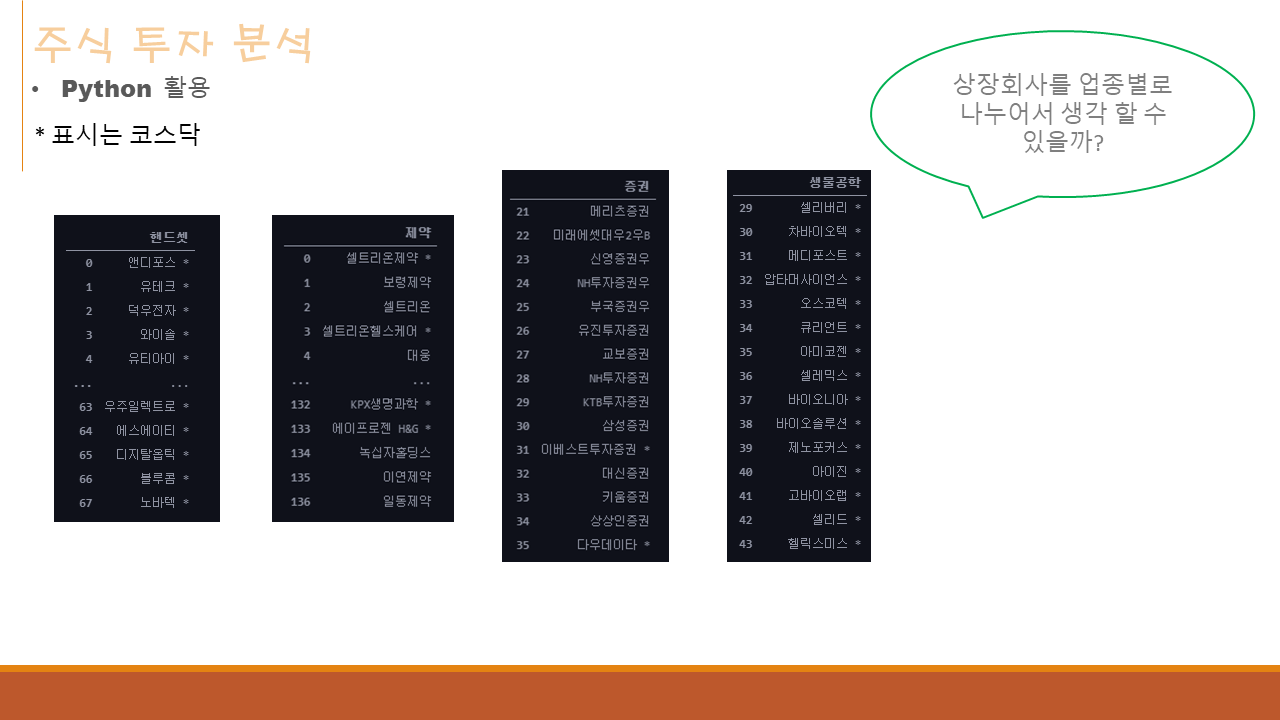 주식 투자 분석
• Python 활용
* 표시는 코스닥
상장회사를 업종별로
나누어서 생각 할 수
있을까?
핸드셋
0 앤디포스 *
1 유테크 *
2 덕우전자 *
3 와이솔 *
4 유티아이 *
... ...
63 우주일렉트로 *
64 에스에이티 *
65 디지탈옵틱 *
66 블루콤 *
67 노바텍 *
제약
0 셀트리온제약 *
1 보령제약
2 셀트리온
3 셀트리온헬스케어 *
4 대웅
... ...
132 KPX생명과학 *
133 에이프로젠 H&G *
134 녹십자홀딩스
135 이연제약
136 일동제약
증권
21 메리츠증권
22 미래에셋대우2우B
23 신영증권우
24 NH투자증권우
25 부국증권우
26 유진투자증권
27 교보증권
28 NH투자증권
29 KTB투자증권
30 삼성증권
31 이베스트투자증권 *
32 대신증권
33 키움증권
34 상상인증권
35 다우데이타 *
생물공학
29 셀리버리 *
30 차바이오텍 *
31 메디포스트 *
32 압타머사이언스 *
33 오스코텍 *
34 큐리언트 *
35 아미코젠 *
36 셀레믹스 *
37 바이오니아 *
38 바이오솔루션 *
39 제노포커스 *
40 아이진 *
41 고바이오랩 *
42 셀리드 *
43 헬릭스미스 *